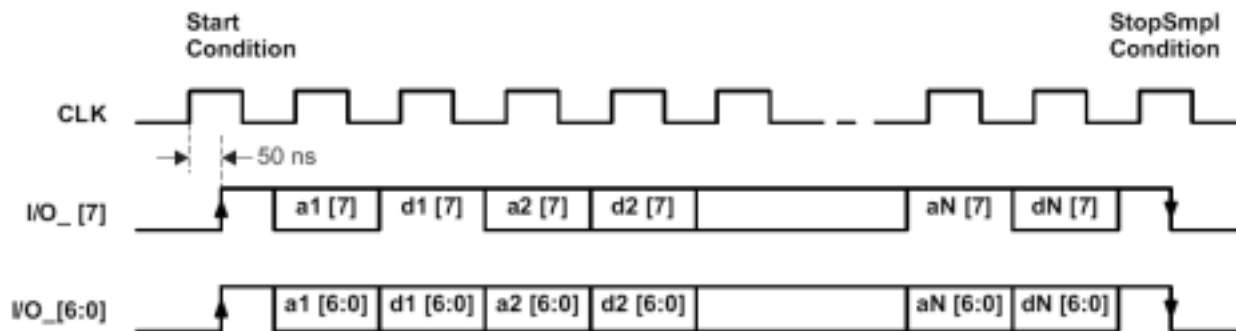 Start
Condition
StopSmpl
Condition
CLK
50 ns
I/O_ [7]
a1 [7] d1 [7] a2 [7] d2 [7] aN [7] dN [7]
I/O_[6:0]
a1 [6:0] d1 [6:0] a2 [6:0] d2 [6:0] aN [6:0] dN [6:0]